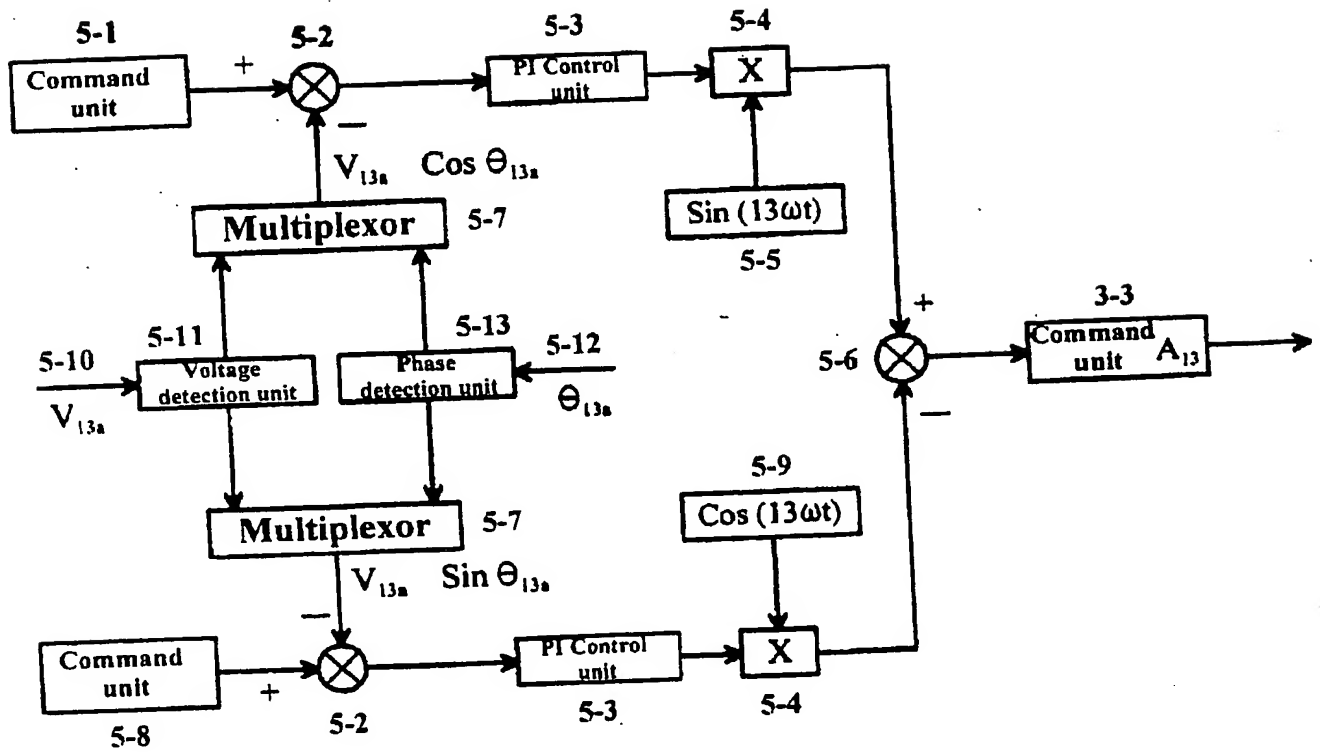 5-1
5-2
5-3
5-4
Command
unit
+
PI Control
unit
X
−
V₁₃ₐ Cos θ₁₃ₐ
Multiplexor
5-7
Sin (13ωt)
5-5
5-10
5-11
5-13
5-12
V₁₃ₐ
Voltage
detection unit
Phase
detection unit
θ₁₃ₐ
+
5-6
−
3-3
Command
unit A₁₃
Multiplexor
5-7
5-9
Cos (13ωt)
V₁₃ₐ Sin θ₁₃ₐ
−
Command
unit
+
PI Control
unit
X
5-8
5-2
5-3
5-4